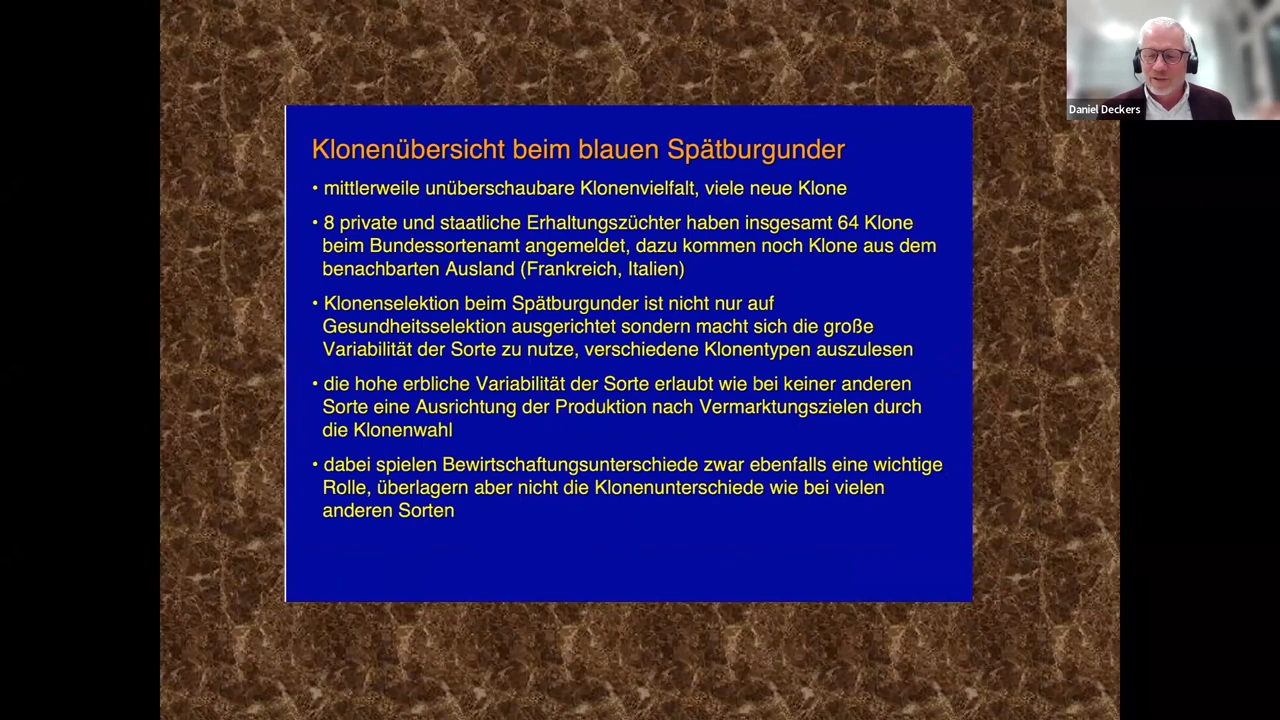 Klonenübersicht beim blauen Spätburgunder
• mittlerweile unüberschaubare Klonenvielfalt, viele neue Klone
• 8 private und staatliche Erhaltungszüchter haben insgesamt 64 Klone
beim Bundessortenamt angemeldet, dazu kommen noch Klone aus dem
benachbarten Ausland (Frankreich, Italien)
• Klonenselektion beim Spätburgunder ist nicht nur auf
Gesundheitsselektion ausgerichtet sondern macht sich die große
Variabilität der Sorte zu nutze, verschiedene Klonentypen auszulesen
• die hohe erbliche Variabilität der Sorte erlaubt wie bei keiner anderen
Sorte eine Ausrichtung der Produktion nach Vermarktungszielen durch
die Klonenwahl
• dabei spielen Bewirtschaftungsunterschiede zwar ebenfalls eine wichtige
Rolle, überlagern aber nicht die Klonenunterschiede wie bei vielen
anderen Sorten
Daniel Deckers